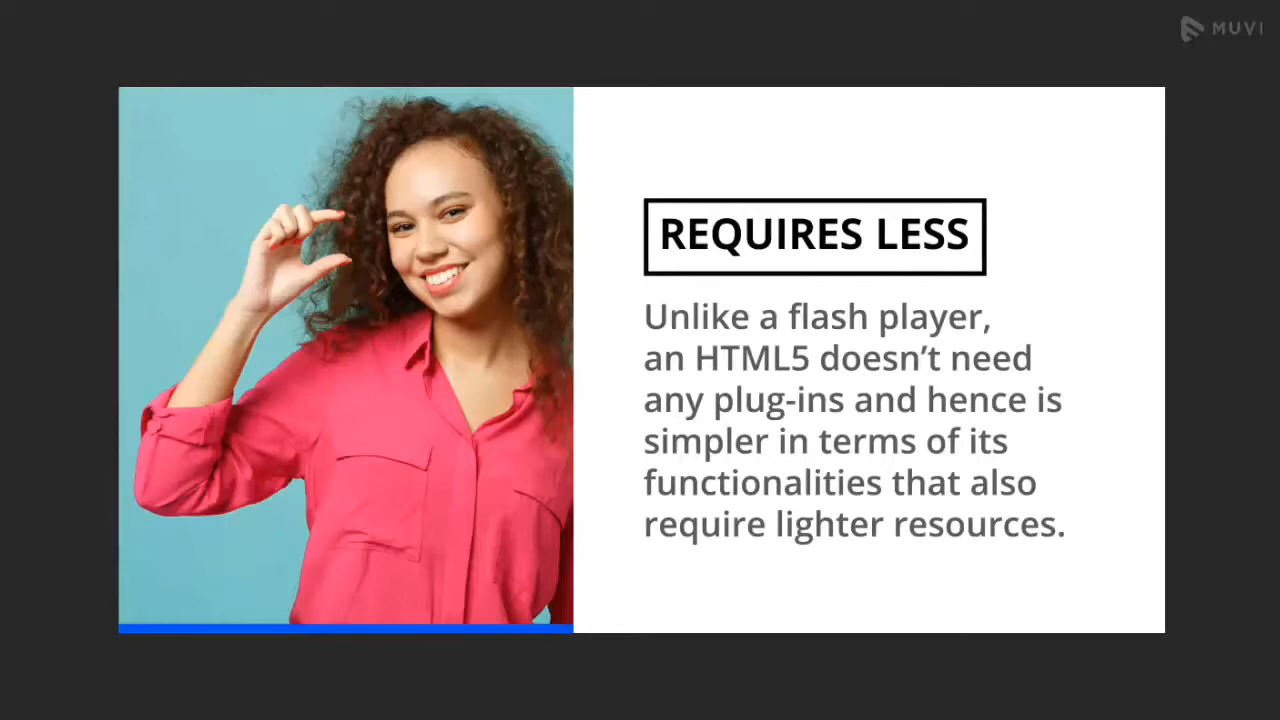 MUVI
REQUIRES LESS
Unlike a flash player,
an HTML5 doesn’t need
any plug-ins and hence is
simpler in terms of its
functionalities that also
require lighter resources.